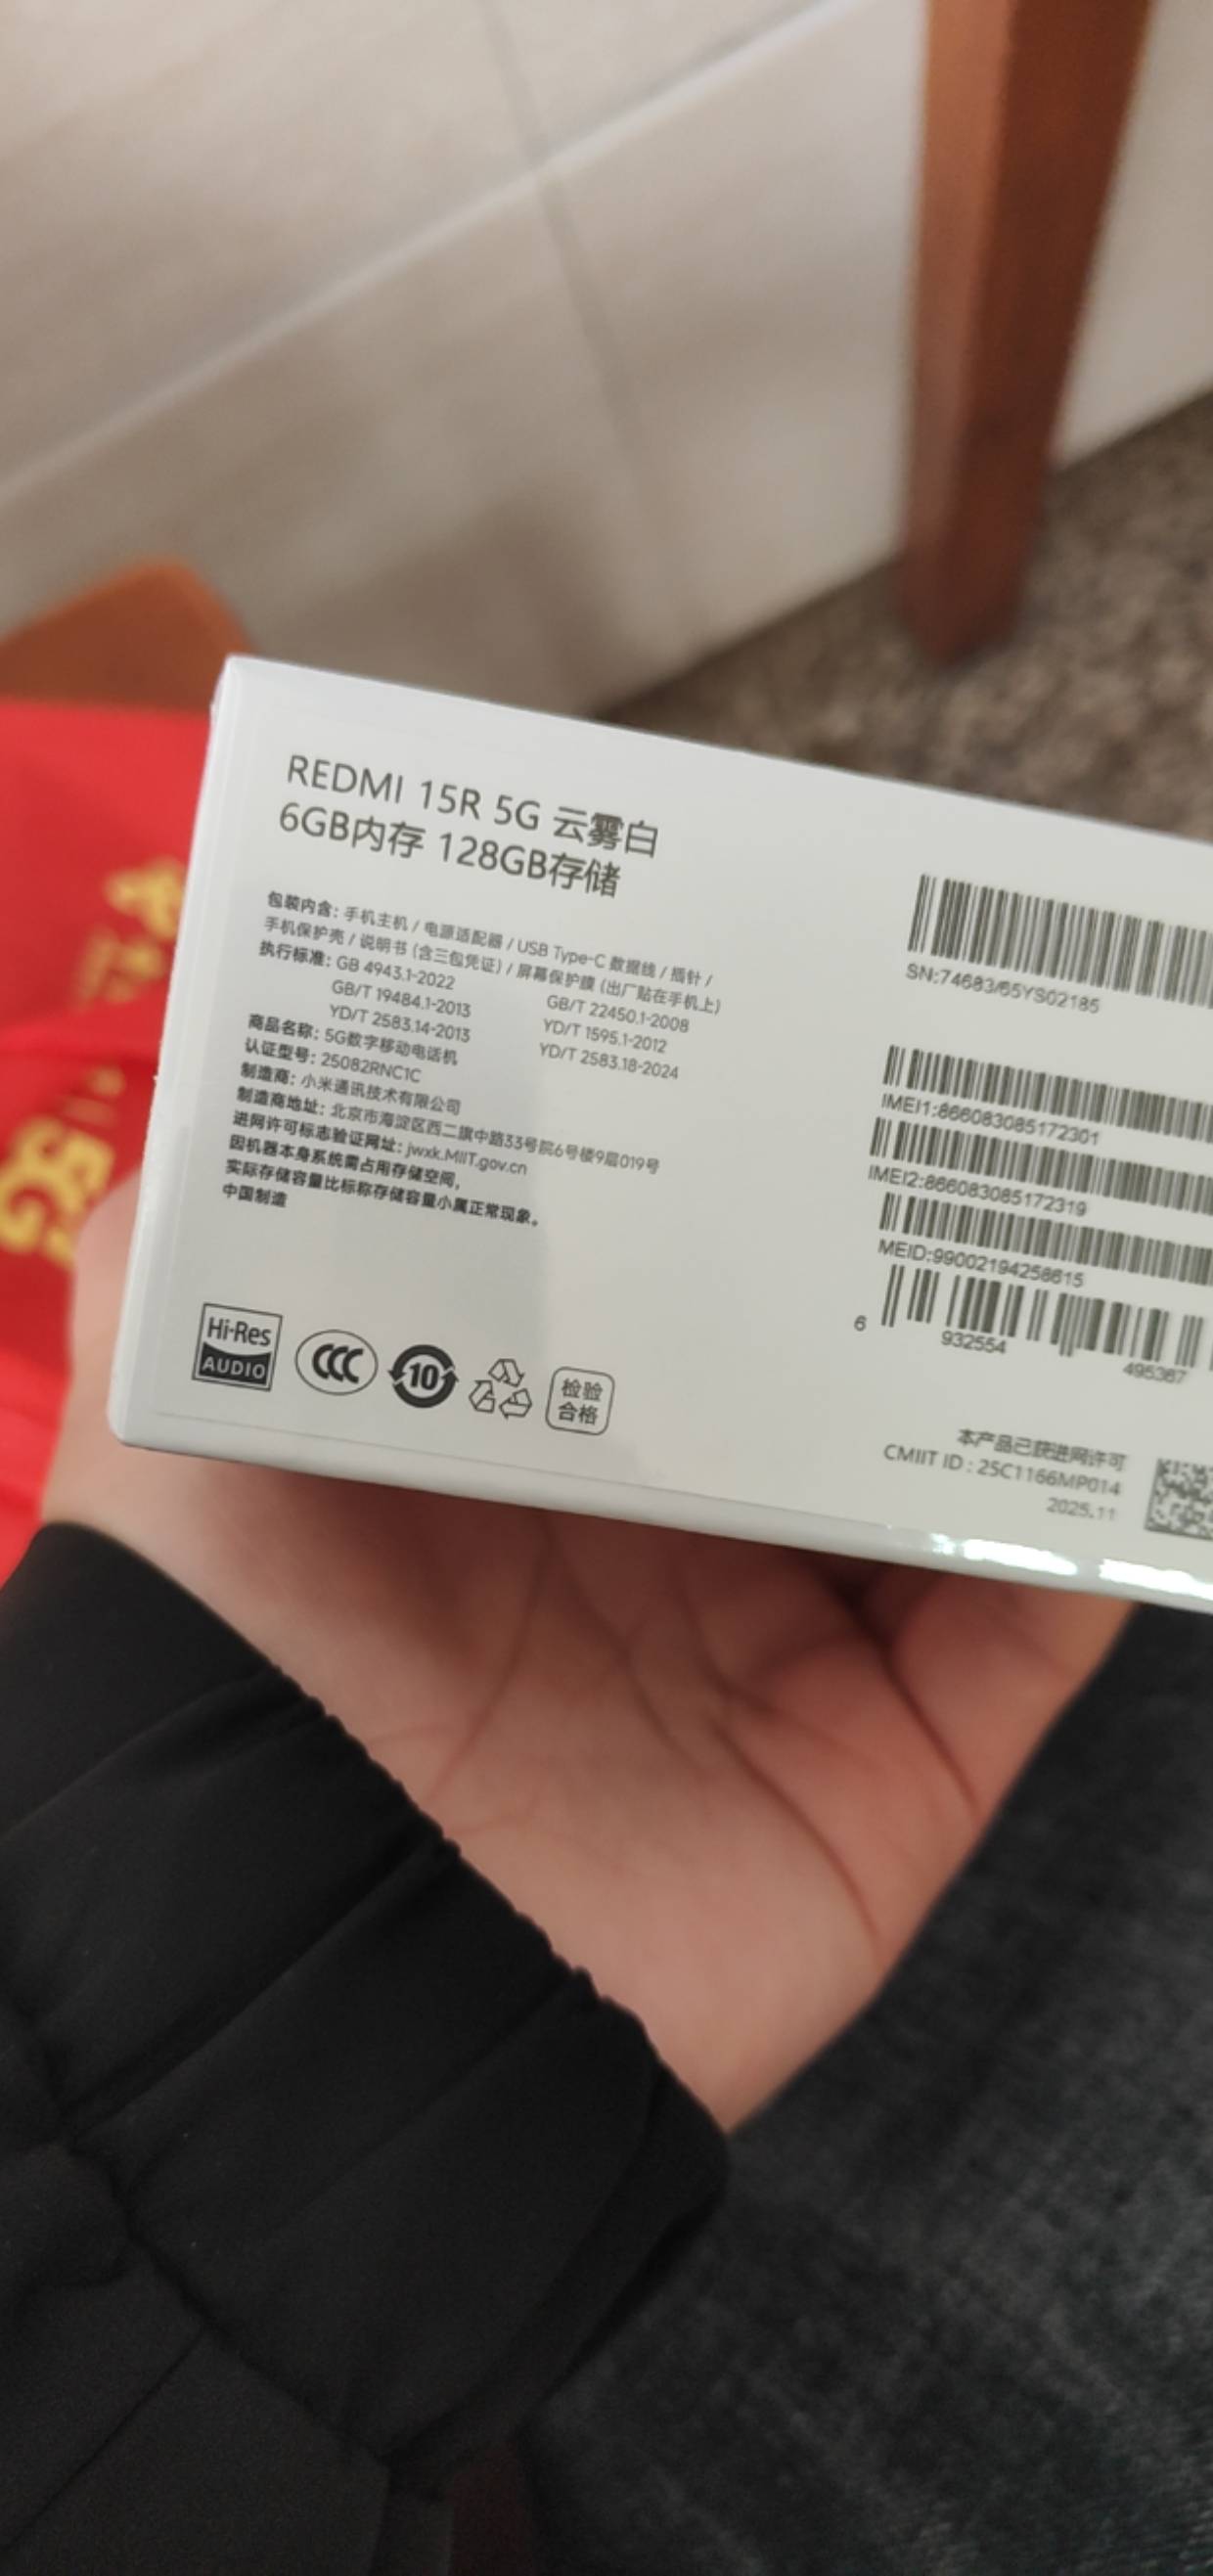 REDMI 15R 5G 云雾白
6GB内存 128GB存储
包装内含: 手机主机 / 电源适配器 / USB Type-C 数据线 / 插针 /
手机保护壳 / 说明书 (含三包凭证) / 屏幕保护膜 (出厂贴在手机上)
执行标准: GB 4943.1-2022
GB/T 19484.1-2013 GB/T 22450.1-2008
YD/T 2583.14-2013 YD/T 1595.1-2012
YD/T 2583.18-2024
商品名称: 5G数字移动电话机
认证型号: 25082RNC1C
制造商: 小米通讯技术有限公司
制造商地址: 北京市海淀区西二旗中路33号院6号楼9层019号
进网许可标志验证网址: jwxk.MIIT.gov.cn
因机器本身系统需占用存储空间,
实际存储容量比标称存储容量小属正常现象。
中国制造
Hi-Res
AUDIO
CCC
10
检验
合格
SN:74683/65YS02185
IMEI1:866083085172301
IMEI2:866083085172319
MEID:99002194258615
6 932554 495367
本产品已获进网许可
CMIIT ID : 25C1166MP014
2025.11
5G